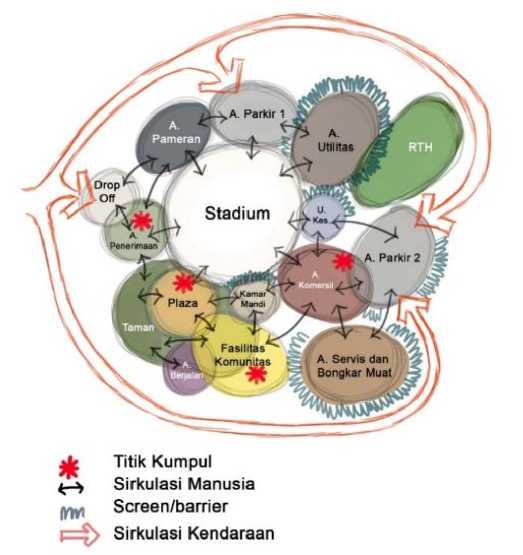 A. Parkir 1
A.
Pameran
A.
Utilitas
RTH
Drop
Off
Stadium
U.
Kes
A.
Penerimaan
A. Parkir 2
A.
Komersil
Plaza
Kamar
Mandi
Taman
Fasilitas
Komunitas
A.
Berjalan
A. Servis dan
Bongkar Muat
Titik Kumpul
Sirkulasi Manusia
Screen/barrier
Sirkulasi Kendaraan